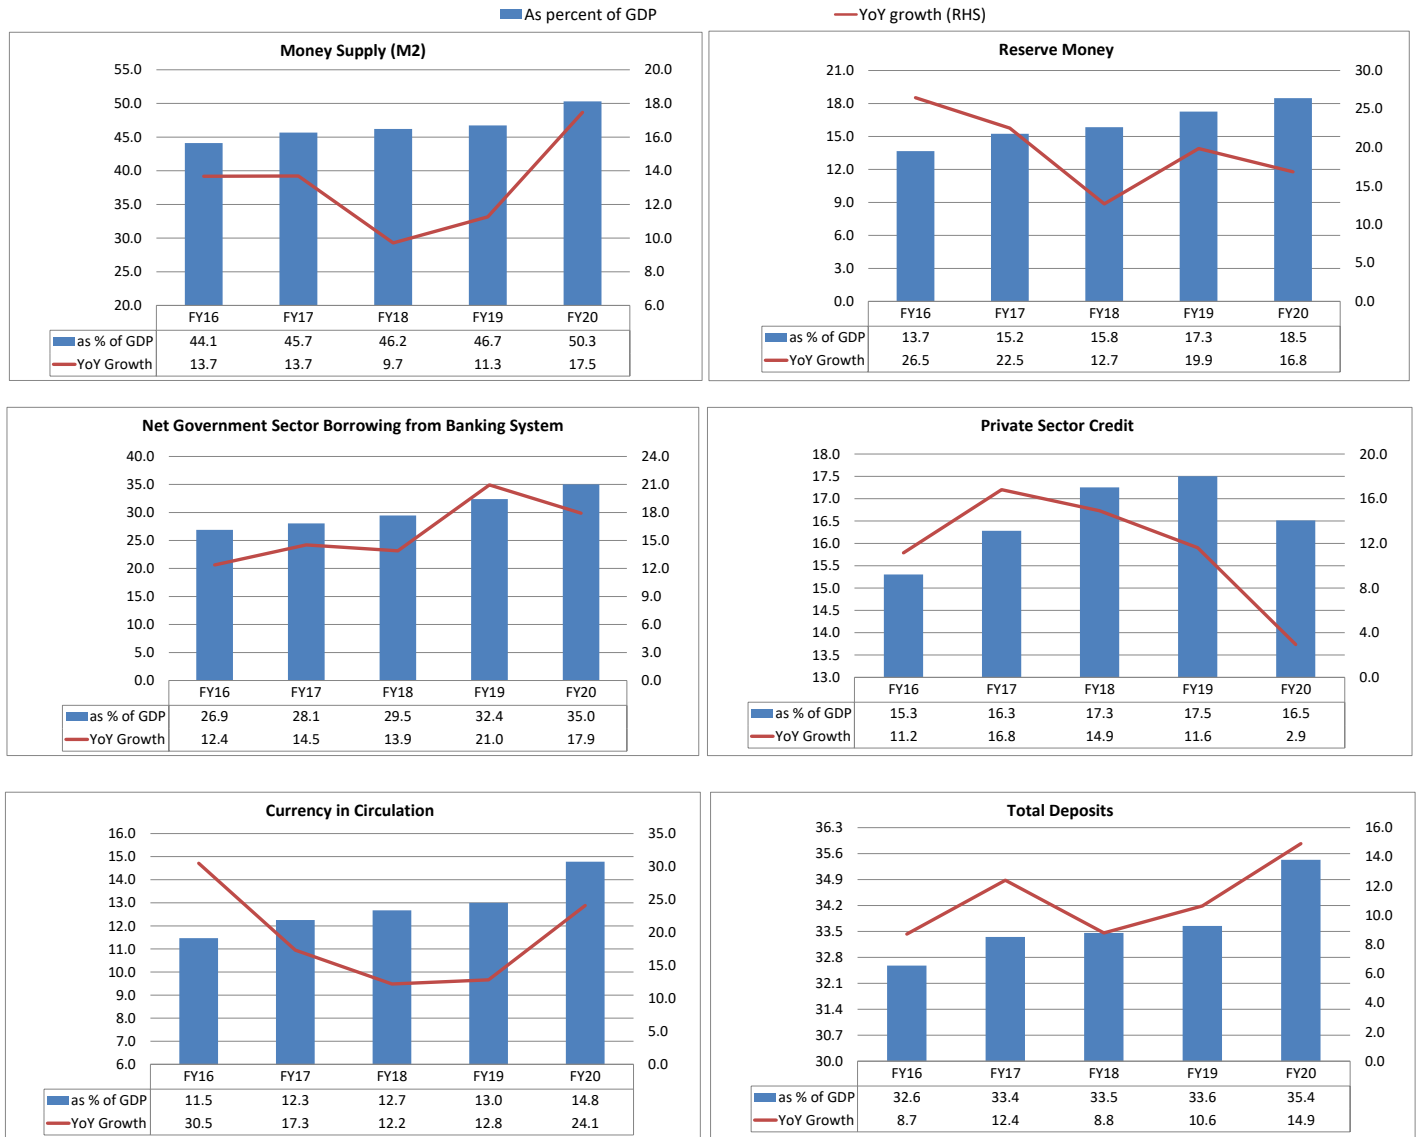 As percent of GDP YoY growth (RHS)
Money Supply (M2)
55.0 20.0
50.0 18.0
45.0 16.0
40.0 14.0
35.0 12.0
30.0 10.0
25.0 8.0
20.0 6.0
FY16 FY17 FY18 FY19 FY20
as % of GDP 44.1 45.7 46.2 46.7 50.3
YoY Growth 13.7 13.7 9.7 11.3 17.5
Reserve Money
21.0 30.0
18.0 25.0
15.0 20.0
12.0 15.0
9.0 10.0
6.0 5.0
3.0 0.0
0.0
FY16 FY17 FY18 FY19 FY20
as % of GDP 13.7 15.2 15.8 17.3 18.5
YoY Growth 26.5 22.5 12.7 19.9 16.8
Net Government Sector Borrowing from Banking System
40.0 24.0
35.0 21.0
30.0 18.0
25.0 15.0
20.0 12.0
15.0 9.0
10.0 6.0
5.0 3.0
0.0 0.0
FY16 FY17 FY18 FY19 FY20
as % of GDP 26.9 28.1 29.5 32.4 35.0
YoY Growth 12.4 14.5 13.9 21.0 17.9
Private Sector Credit
18.0 20.0
17.5
17.0 16.0
16.5
16.0 12.0
15.5
15.0 8.0
14.5
14.0 4.0
13.5
13.0 0.0
FY16 FY17 FY18 FY19 FY20
as % of GDP 15.3 16.3 17.3 17.5 16.5
YoY Growth 11.2 16.8 14.9 11.6 2.9
Currency in Circulation
16.0 35.0
15.0 30.0
14.0 25.0
13.0 20.0
12.0 15.0
11.0 10.0
10.0 5.0
9.0 0.0
8.0
7.0
6.0
FY16 FY17 FY18 FY19 FY20
as % of GDP 11.5 12.3 12.7 13.0 14.8
YoY Growth 30.5 17.3 12.2 12.8 24.1
Total Deposits
36.3 16.0
35.6 14.0
34.9 12.0
34.2 10.0
33.5 8.0
32.8 6.0
32.1 4.0
31.4 2.0
30.7 0.0
30.0
FY16 FY17 FY18 FY19 FY20
as % of GDP 32.6 33.4 33.5 33.6 35.4
YoY Growth 8.7 12.4 8.8 10.6 14.9